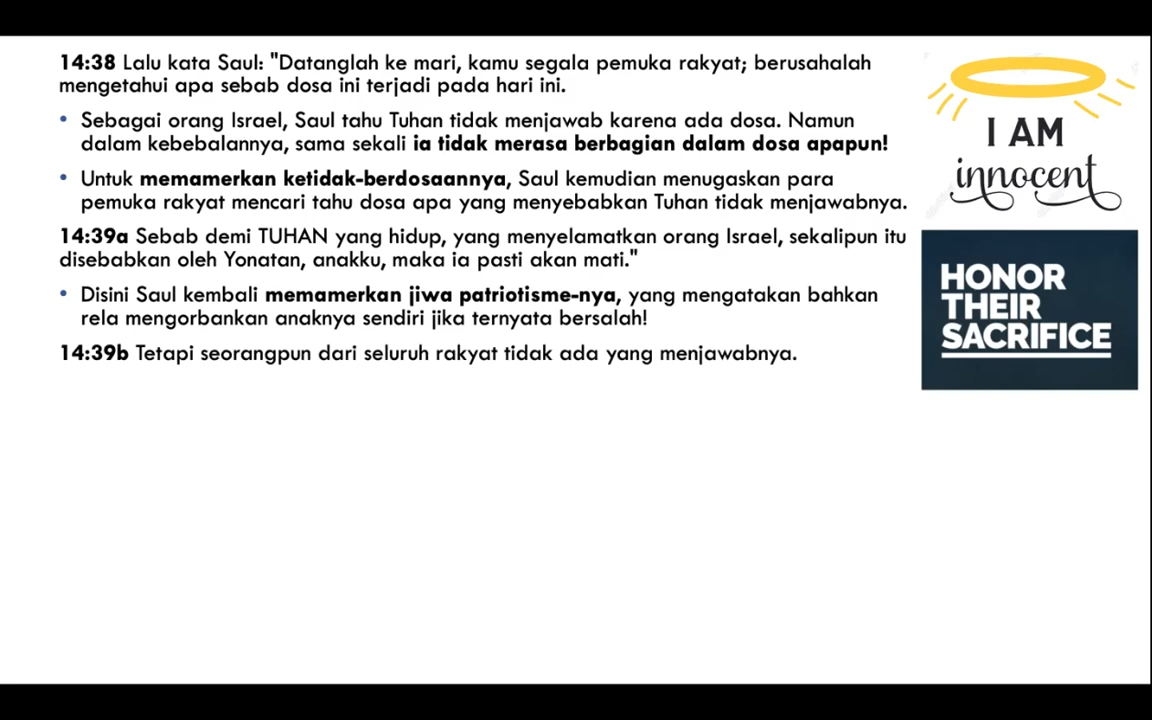 14:38 Lalu kata Saul: "Datanglah ke mari, kamu segala pemuka rakyat; berusahalah
mengetahui apa sebab dosa ini terjadi pada hari ini.
• Sebagai orang Israel, Saul tahu Tuhan tidak menjawab karena ada dosa. Namun
dalam kebebalannya, sama sekali ia tidak merasa berbagian dalam dosa apapun!
• Untuk memamerkan ketidak-berdosaannya, Saul kemudian menugaskan para
pemuka rakyat mencari tahu dosa apa yang menyebabkan Tuhan tidak menjawabnya.
14:39a Sebab demi TUHAN yang hidup, yang menyelamatkan orang Israel, sekalipun itu
disebabkan oleh Yonatan, anakku, maka ia pasti akan mati."
• Disini Saul kembali memamerkan jiwa patriotisme-nya, yang mengatakan bahkan
rela mengorbankan anaknya sendiri jika ternyata bersalah!
14:39b Tetapi seorangpun dari seluruh rakyat tidak ada yang menjawabnya.
I AM
innocent
HONOR
THEIR
SACRIFICE